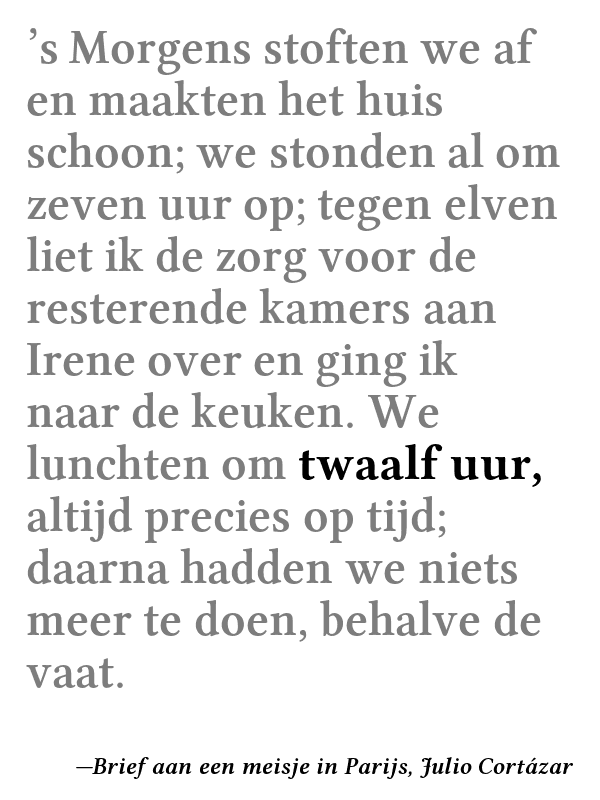 ’s Morgens stoften we af
en maakten het huis
schoon; we stonden al om
zeven uur op; tegen elven
liet ik de zorg voor de
resterende kamers aan
Irene over en ging ik
naar de keuken. We
lunchten om twaalf uur,
altijd precies op tijd;
daarna hadden we niets
meer te doen, behalve de
vaat.
—Brief aan een meisje in Parijs, Julio Cortázar